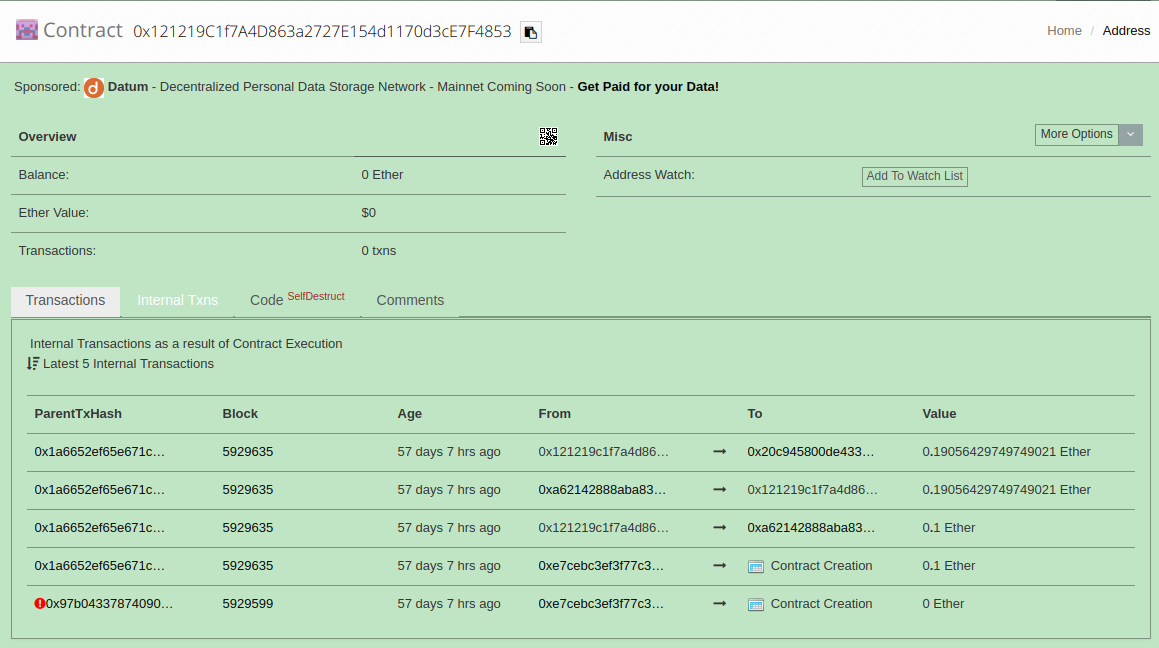 Contract 0x121219C1f7A4D863a2727E154d1170d3cE7F4853
Home / Address
Sponsored: Datum - Decentralized Personal Data Storage Network - Mainnet Coming Soon - Get Paid for your Data!
Overview
Balance: 0 Ether
Ether Value: $0
Transactions: 0 txns
Misc
More Options
Address Watch: Add To Watch List
Transactions Internal Txns Code SelfDestruct Comments
Internal Transactions as a result of Contract Execution
Latest 5 Internal Transactions
ParentTxHash Block Age From To Value
0x1a6652ef65e671c... 5929635 57 days 7 hrs ago 0x121219c1f7a4d86... → 0x20c945800de433... 0.19056429749749021 Ether
0x1a6652ef65e671c... 5929635 57 days 7 hrs ago 0xa62142888aba83... → 0x121219c1f7a4d86... 0.19056429749749021 Ether
0x1a6652ef65e671c... 5929635 57 days 7 hrs ago 0x121219c1f7a4d86... → 0xa62142888aba83... 0.1 Ether
0x1a6652ef65e671c... 5929635 57 days 7 hrs ago 0xe7cebc3ef3f77c3... → Contract Creation 0.1 Ether
0x97b04337874090... 5929599 57 days 7 hrs ago 0xe7cebc3ef3f77c3... → Contract Creation 0 Ether